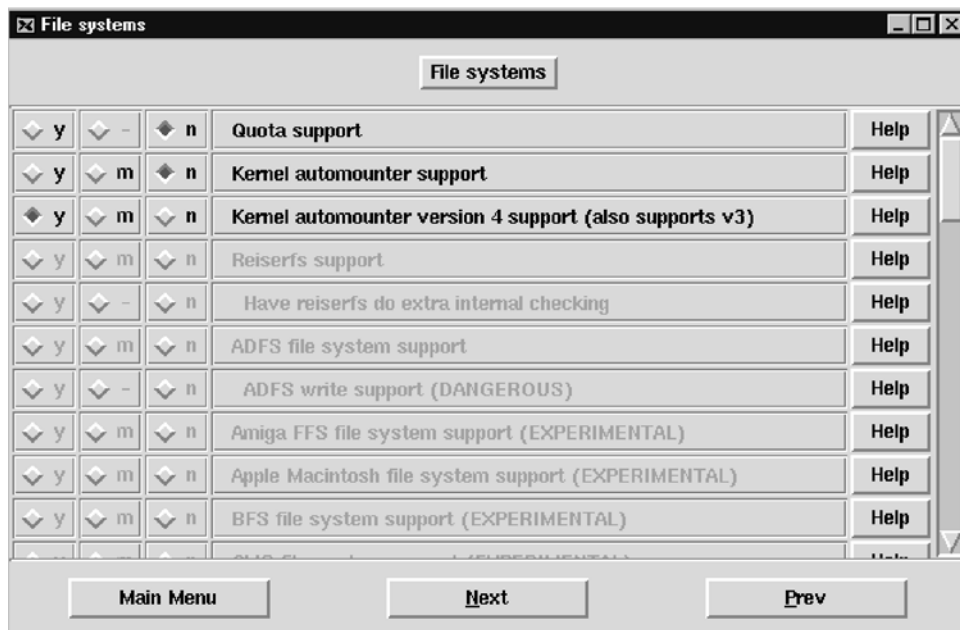 File systems
File systems
y - n Quota support Help
y m n Kernel automounter support Help
y m n Kernel automounter version 4 support (also supports v3) Help
y m n Reiserfs support Help
y - n Have reiserfs do extra internal checking Help
y m n ADFS file system support Help
y - n ADFS write support (DANGEROUS) Help
y m n Amiga FFS file system support (EXPERIMENTAL) Help
y m n Apple Macintosh file system support (EXPERIMENTAL) Help
y m n BFS file system support (EXPERIMENTAL) Help
Main Menu Next Prev